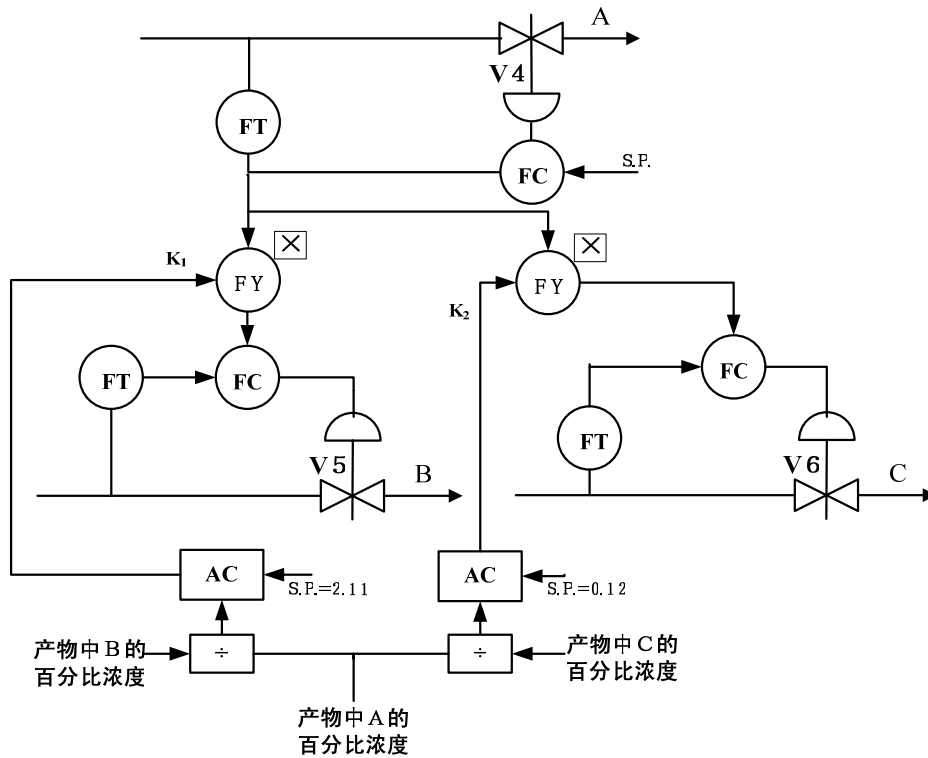 A
V4
FT
FC
S.P.
×
×
K₁
FY
K₂
FY
FT
FC
FC
FT
V5
B
V6
C
AC
S.P.=2.11
AC
S.P.=0.12
产物中B的
百分比浓度
÷
÷
产物中C的
百分比浓度
产物中A的
百分比浓度